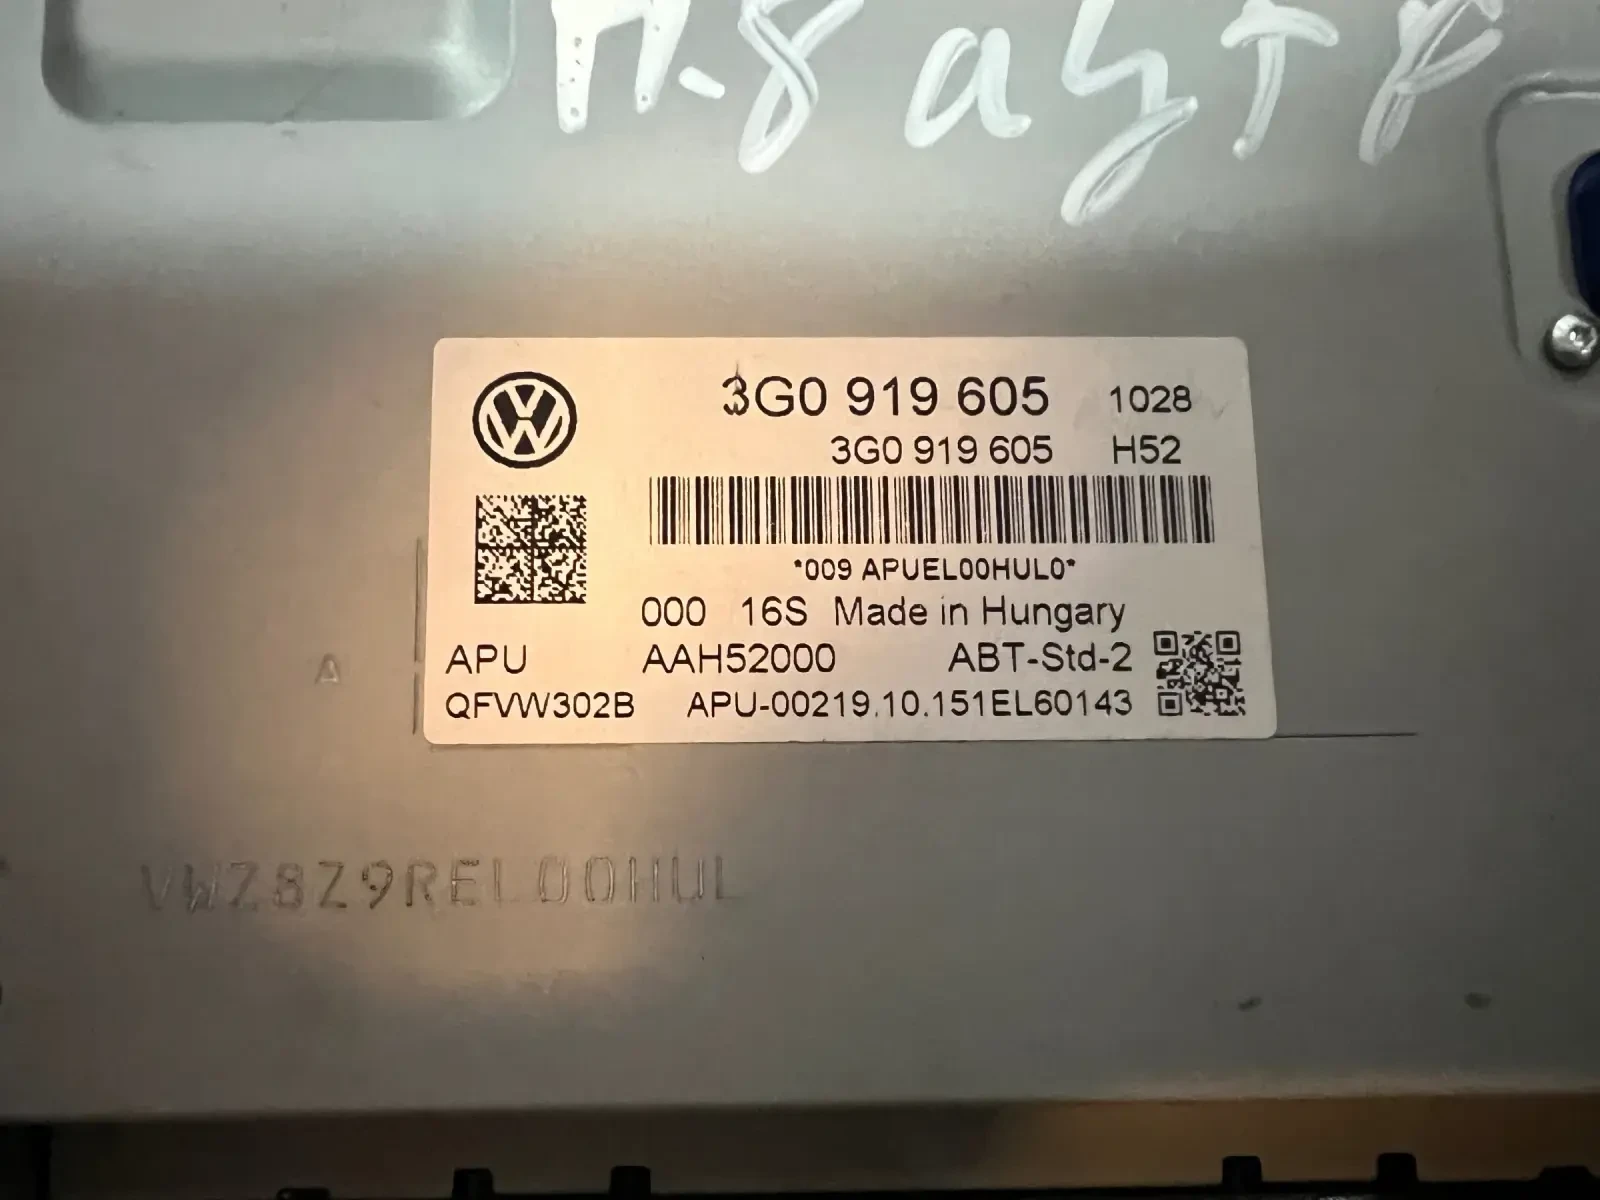 3G0 919 605 1028
3G0 919 605 H52
*009 APUEL00HUL0*
000 16S Made in Hungary
APU AAH52000 ABT-Std-2
QFVW302B APU-00219.10.151EL60143
A
VWZ8Z9REL00HUL